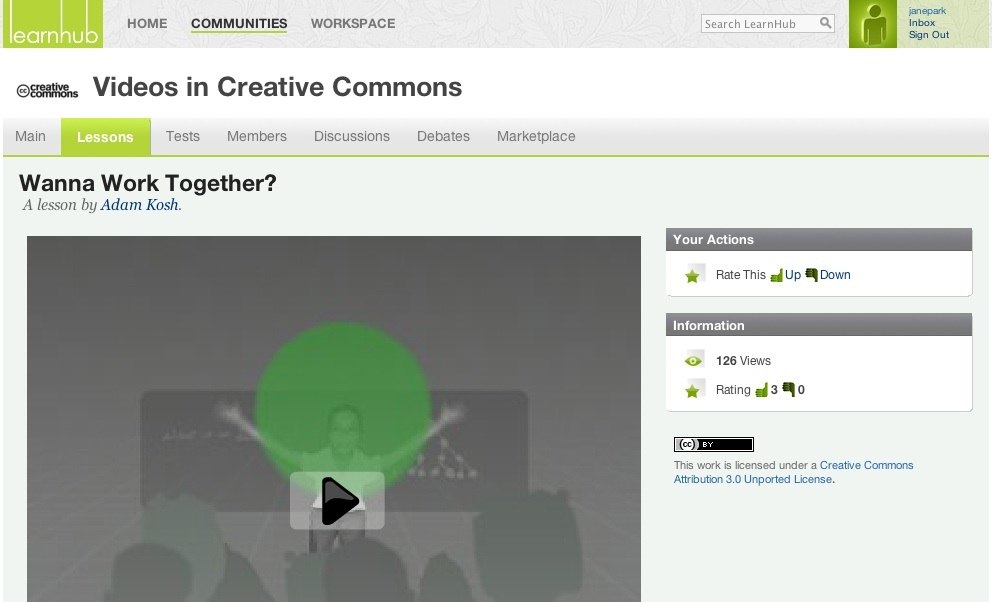 learnhub
HOME COMMUNITIES WORKSPACE
Search LearnHub
janepark
Inbox
Sign Out
cc creative commons
Videos in Creative Commons
Main Lessons Tests Members Discussions Debates Marketplace
Wanna Work Together?
A lesson by Adam Kosh.
Your Actions
Rate This Up Down
Information
126 Views
Rating 3 0
cc BY
This work is licensed under a Creative Commons
Attribution 3.0 Unported License.